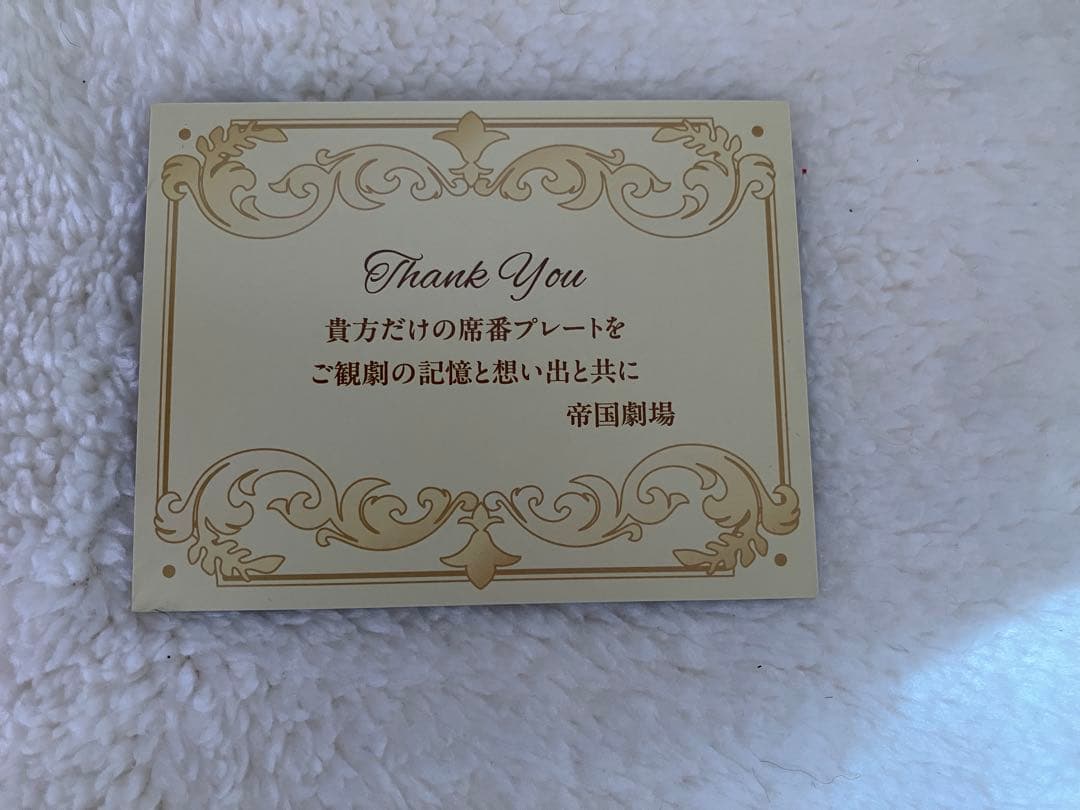 Thank You
貴方だけの席番プレートを
ご観劇の記憶と想い出と共に
帝国劇場